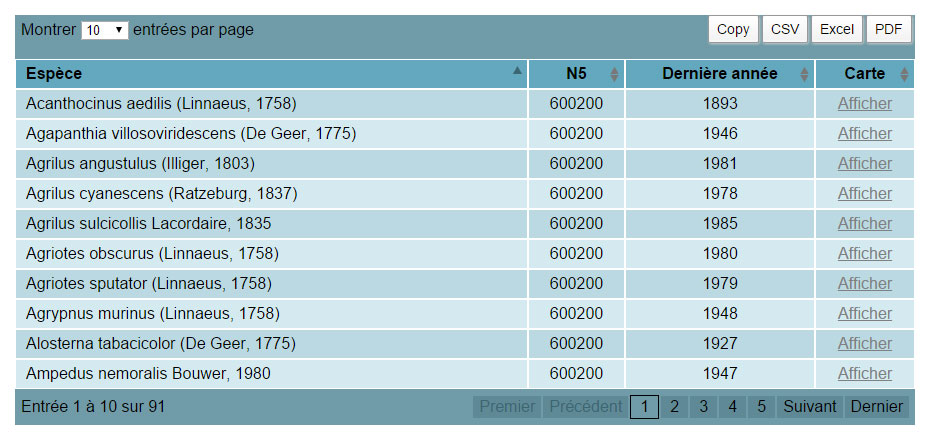 Montrer 10 entrées par page Copy CSV Excel PDF
Espèce N5 Dernière année Carte
Acanthocinus aedilis (Linnaeus, 1758) 600200 1893 Afficher
Agapanthia villosoviridescens (De Geer, 1775) 600200 1946 Afficher
Agrilus angustulus (Illiger, 1803) 600200 1981 Afficher
Agrilus cyanescens (Ratzeburg, 1837) 600200 1978 Afficher
Agrilus sulcicollis Lacordaire, 1835 600200 1985 Afficher
Agriotes obscurus (Linnaeus, 1758) 600200 1980 Afficher
Agriotes sputator (Linnaeus, 1758) 600200 1979 Afficher
Agrypnus murinus (Linnaeus, 1758) 600200 1948 Afficher
Alosterna tabacicolor (De Geer, 1775) 600200 1927 Afficher
Ampedus nemoralis Bouwer, 1980 600200 1947 Afficher
Entrée 1 à 10 sur 91 Premier Précédent 1 2 3 4 5 Suivant Dernier